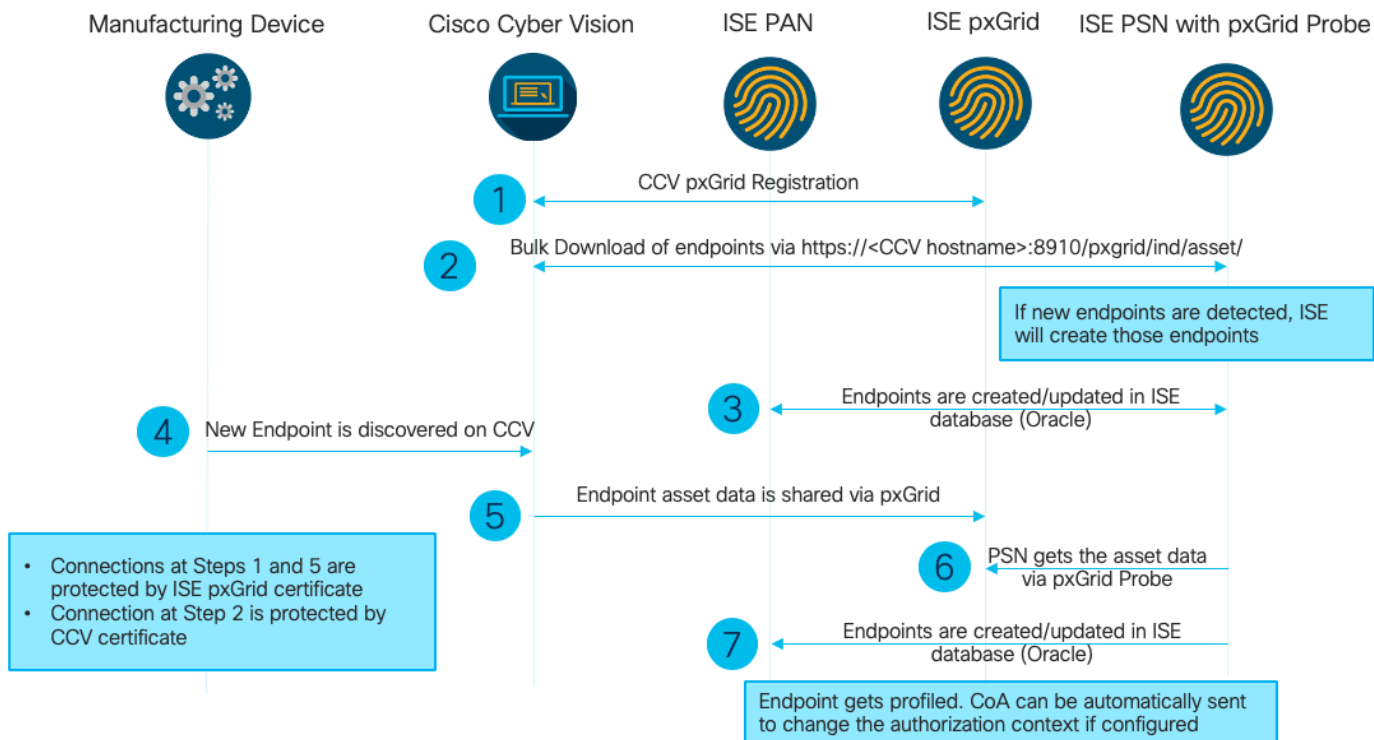 Manufacturing Device
Cisco Cyber Vision
ISE PAN
ISE pxGrid
ISE PSN with pxGrid Probe
1
CCV pxGrid Registration
2
Bulk Download of endpoints via https://<CCV hostname>:8910/pxgrid/ind/asset/
If new endpoints are detected, ISE
will create those endpoints
3
Endpoints are created/updated in ISE
database (Oracle)
4
New Endpoint is discovered on CCV
5
Endpoint asset data is shared via pxGrid
• Connections at Steps 1 and 5 are
protected by ISE pxGrid certificate
• Connection at Step 2 is protected by
CCV certificate
6
PSN gets the asset data
via pxGrid Probe
7
Endpoints are created/updated in ISE
database (Oracle)
Endpoint gets profiled. CoA can be automatically sent
to change the authorization context if configured